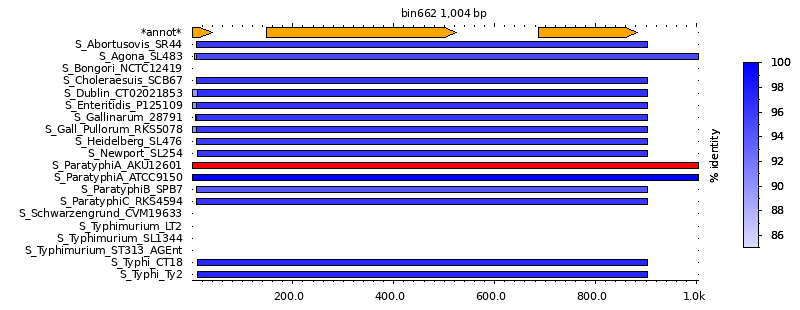 bin662 1,004 bp
*annot*
S_Abortusovis_SR44
S_Agona_SL483
S_Bongori_NCTC12419
S_Choleraesuis_SCB67
S_Dublin_CT02021853
S_Enteritidis_P125109
S_Gallinarum_28791
S_Gall_Pullorum_RKS5078
S_Heidelberg_SL476
S_Newport_SL254
S_ParatyphiA_AKU12601
S_ParatyphiA_ATCC9150
S_ParatyphiB_SPB7
S_ParatyphiC_RKS4594
S_Schwarzengrund_CVM19633
S_Typhimurium_LT2
S_Typhimurium_SL1344
S_Typhimurium_ST313_AGEnt
S_Typhi_CT18
S_Typhi_Ty2
200.0 400.0 600.0 800.0 1.0k
% identity
100
98
96
94
92
90
88
86